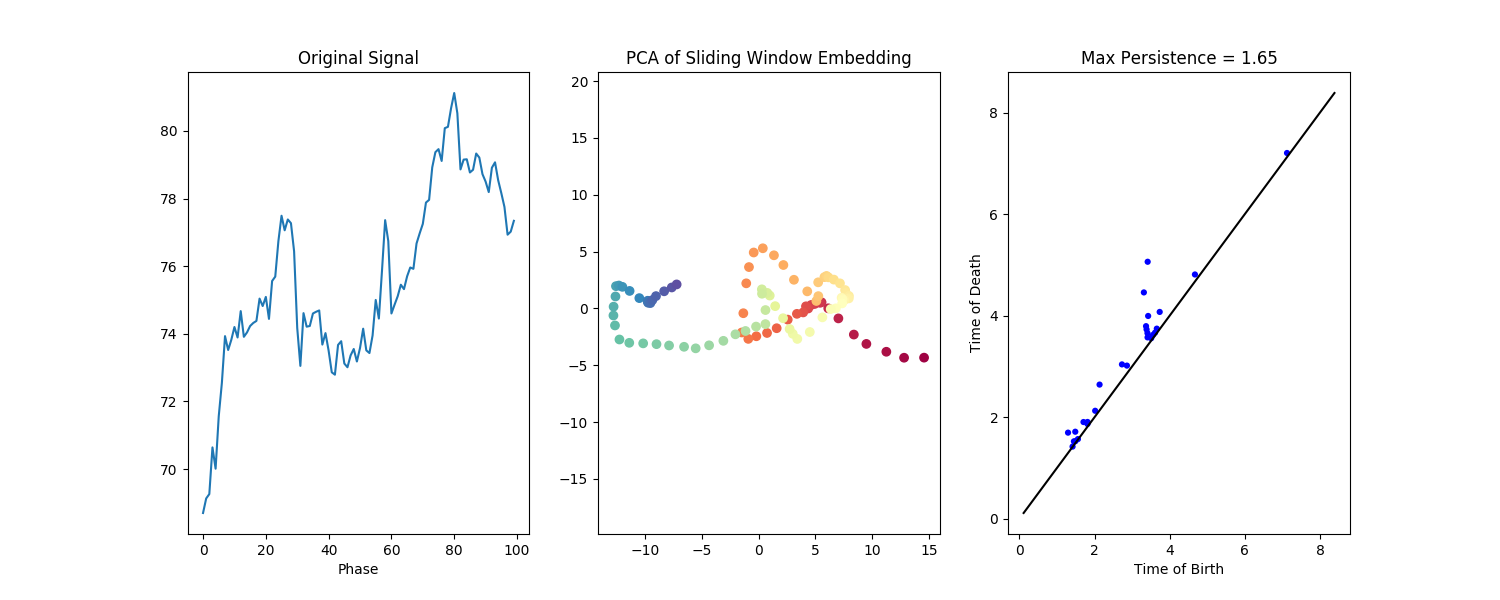 Original Signal
80
78
76
74
72
70
0 20 40 60 80 100
Phase
PCA of Sliding Window Embedding
20
15
10
5
0
−5
−10
−15
−10 −5 0 5 10 15
Max Persistence = 1.65
Time of Death
8
6
4
2
0
0 2 4 6 8
Time of Birth